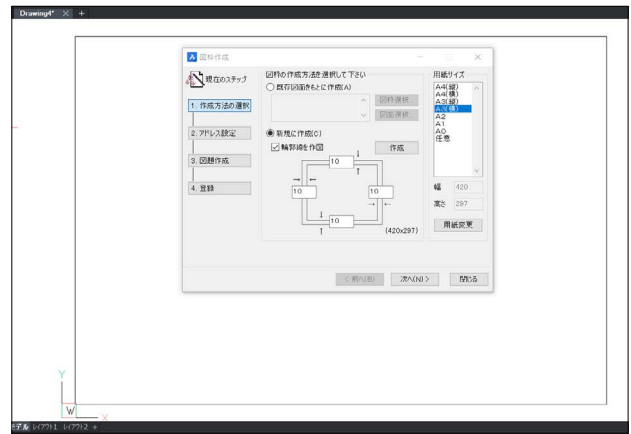 Drawing4* × +
図枠作成
現在のステップ
1. 作成方法の選択
2. アドレス設定
3. 図題作成
4. 登録
図枠の作成方法を選択して下さい
既存図面をもとに作成(A)
図枠選択...
図面選択...
新規に作成(C)
輪郭線を作図
作成
10
10
10
10
(420x297)
用紙サイズ
A4(縦)
A4(横)
A3(縦)
A3(横)
A2
A1
A0
任意
幅 420
高さ 297
用紙変更
< 前へ(B)
次へ(N) >
閉じる
Y
W
X
モデル レイアウト1 レイアウト2 +